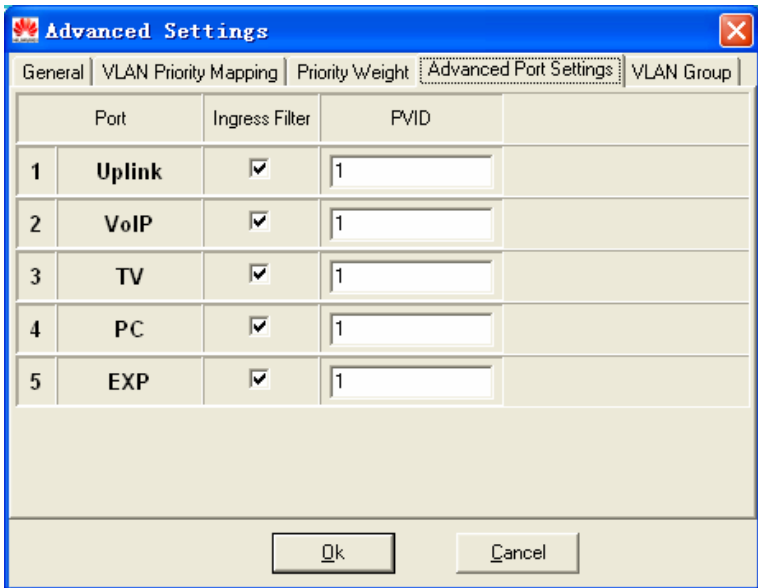 Advanced Settings
General VLAN Priority Mapping Priority Weight Advanced Port Settings VLAN Group
Port Ingress Filter PVID
1 Uplink 1
2 VoIP 1
3 TV 1
4 PC 1
5 EXP 1
Ok Cancel